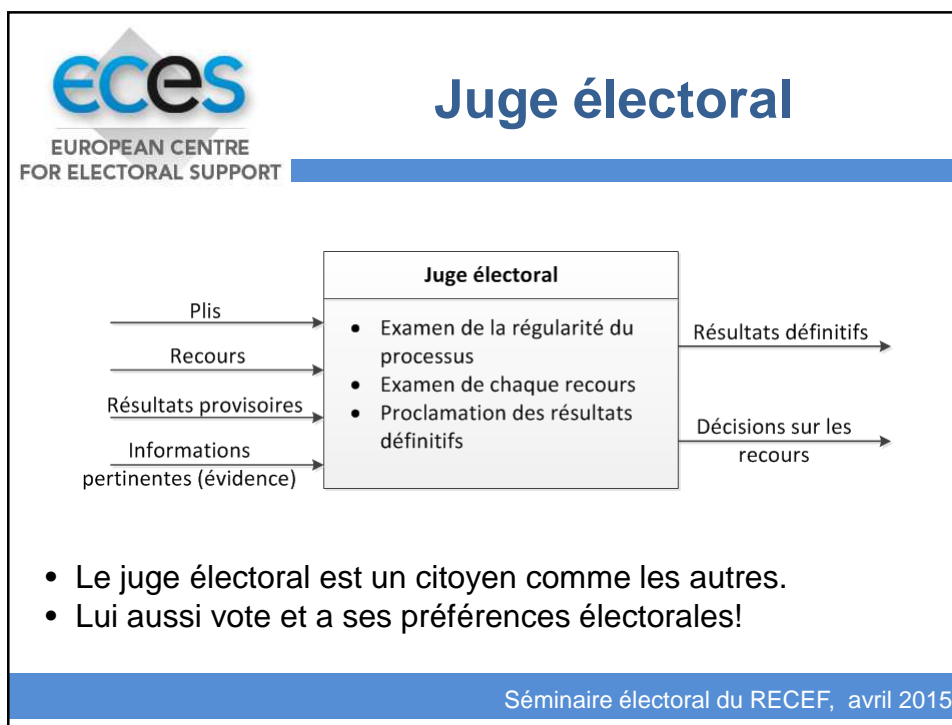 eces
EUROPEAN CENTRE
FOR ELECTORAL SUPPORT
Juge électoral
Plis
Recours
Résultats provisoires
Informations
pertinentes (évidence)
Juge électoral
• Examen de la régularité du
processus
• Examen de chaque recours
• Proclamation des résultats
définitifs
Résultats définitifs
Décisions sur les
recours
• Le juge électoral est un citoyen comme les autres.
• Lui aussi vote et a ses préférences électorales!
Séminaire électoral du RECEF, avril 2015